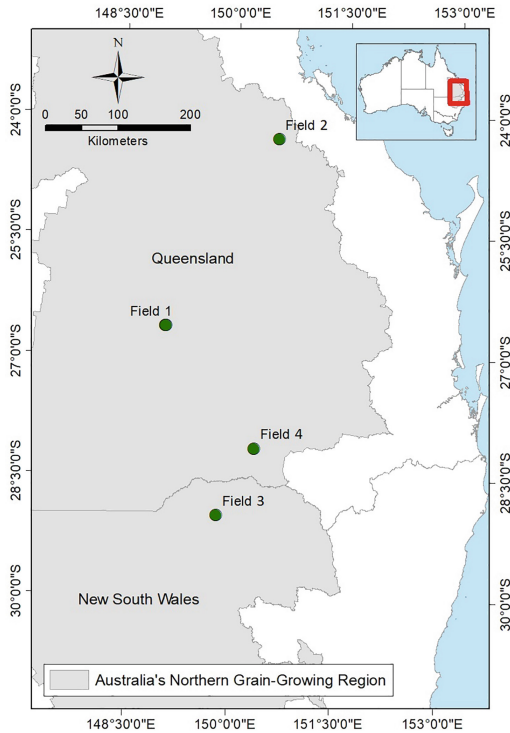 148°30'0"E 150°0'0"E 151°30'0"E 153°0'0"E
N
0 50 100 200
Kilometers
24°0'0"S
24°0'0"S
Field 2
25°30'0"S
25°30'0"S
Queensland
Field 1
27°0'0"S
27°0'0"S
Field 4
28°30'0"S
28°30'0"S
Field 3
New South Wales
30°0'0"S
30°0'0"S
Australia's Northern Grain-Growing Region
148°30'0"E 150°0'0"E 151°30'0"E 153°0'0"E